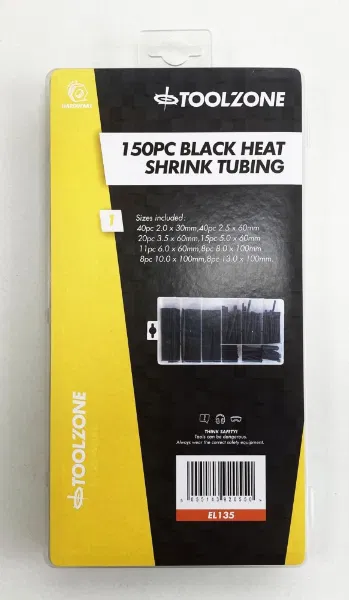 TOOLZONE
150PC BLACK HEAT
SHRINK TUBING
1
Sizes included:
40pc 2.0 x 30mm,40pc 2.5 x 60mm
20pc 3.5 x 60mm,15pc 5.0 x 60mm
11pc 6.0 x 60mm,8pc 8.0 x 100mm
8pc 10.0 x 100mm,8pc 13.0 x 100mm.
TOOLZONE
THINK SAFETY!
Tools can be dangerous.
Always wear the correct safety equipment.
EL135